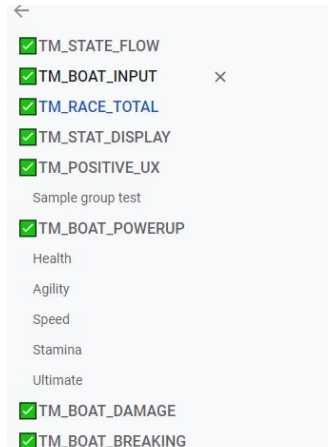 ✅TM_STATE_FLOW
✅TM_BOAT_INPUT
✅TM_RACE_TOTAL
✅TM_STAT_DISPLAY
✅TM_POSITIVE_UX
Sample group test
✅TM_BOAT_POWERUP
Health
Agility
Speed
Stamina
Ultimate
✅TM_BOAT_DAMAGE
✅TM_BOAT_BREAKING